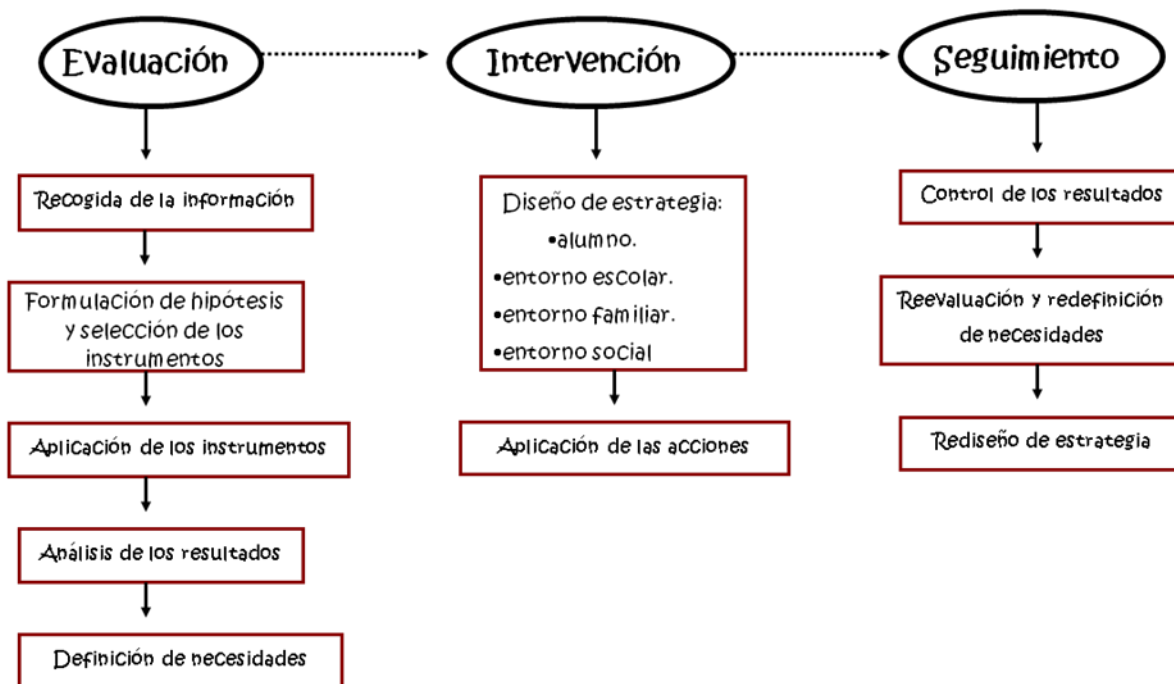 Evaluación
Intervención
Seguimiento
Recogida de la información
Formulación de hipótesis
y selección de los
instrumentos
Aplicación de los instrumentos
Análisis de los resultados
Definición de necesidades
Diseño de estrategia:
•alumno.
•entorno escolar.
•entorno familiar.
•entorno social
Aplicación de las acciones
Control de los resultados
Reevaluación y redefinición
de necesidades
Rediseño de estrategia